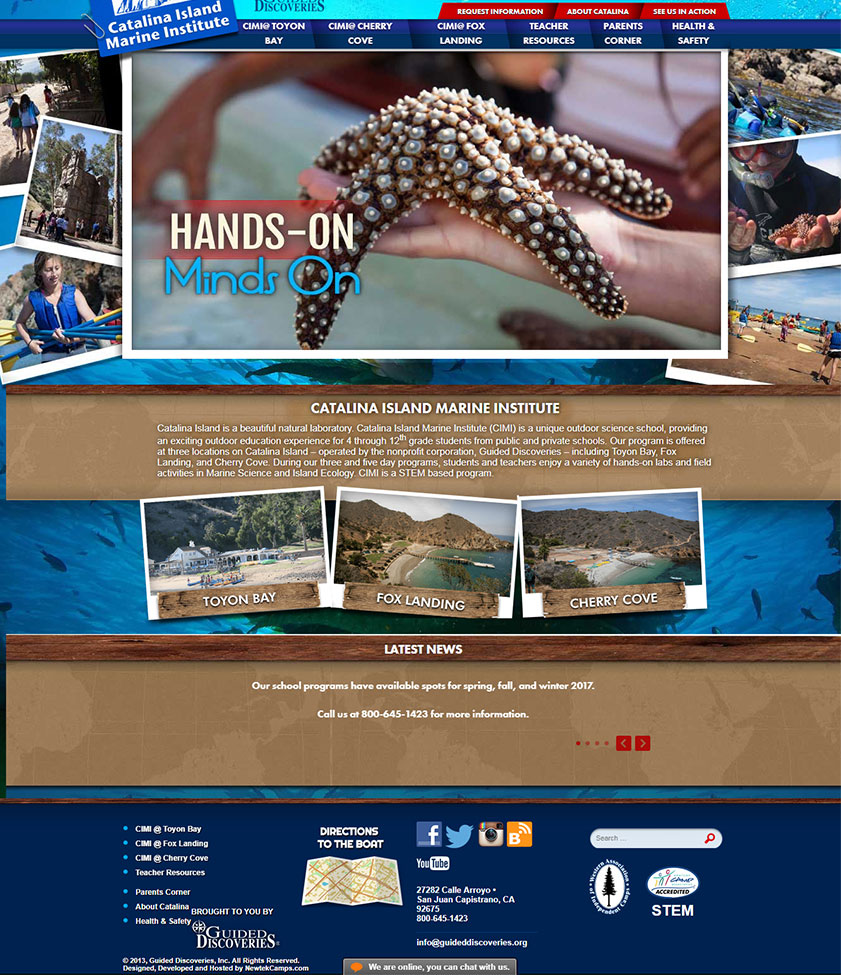 Catalina Island
Marine Institute
DISCOVERIES
REQUEST INFORMATION
ABOUT CATALINA
SEE US IN ACTION
CIMI@ TOYON
BAY
CIMI@ CHERRY
COVE
CIMI@ FOX
LANDING
TEACHER
RESOURCES
PARENTS
CORNER
HEALTH &
SAFETY
HANDS-ON
Minds On
CATALINA ISLAND MARINE INSTITUTE
Catalina Island is a beautiful natural laboratory. Catalina Island Marine Institute (CIMI) is a unique outdoor science school, providing
an exciting outdoor education experience for 4 through 12th grade students from public and private schools. Our program is offered
at three locations on Catalina Island – operated by the nonprofit corporation, Guided Discoveries – including Toyon Bay, Fox
Landing, and Cherry Cove. During our three and five day programs, students and teachers enjoy a variety of hands-on labs and field
activities in Marine Science and Island Ecology. CIMI is a STEM based program.
TOYON BAY
FOX LANDING
CHERRY COVE
LATEST NEWS
Our school programs have available spots for spring, fall, and winter 2017.
Call us at 800-645-1423 for more information.
CIMI @ Toyon Bay
CIMI @ Fox Landing
CIMI @ Cherry Cove
Teacher Resources
Parents Corner
About Catalina
Health & Safety
BROUGHT TO YOU BY
GUIDED
DISCOVERIES
© 2013, Guided Discoveries, Inc. All Rights Reserved.
Designed, Developed and Hosted by NewtekCamps.com
DIRECTIONS
TO THE BOAT
You Tube
27282 Calle Arroyo •
San Juan Capistrano, CA
92675
800-645-1423
info@guideddiscoveries.org
Search ...
Western Association
of Independent Camps
camp
ACCREDITED
STEM
We are online, you can chat with us.